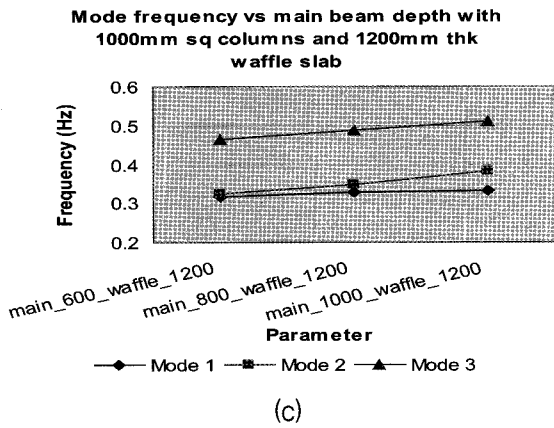 Mode frequency vs main beam depth with
1000mm sq columns and 1200mm thk
waffle slab
Frequency (Hz)
0.6
0.5
0.4
0.3
0.2
main_600_waffle_1200
main_800_waffle_1200
main_1000_waffle_1200
Parameter
Mode 1 Mode 2 Mode 3
(c)